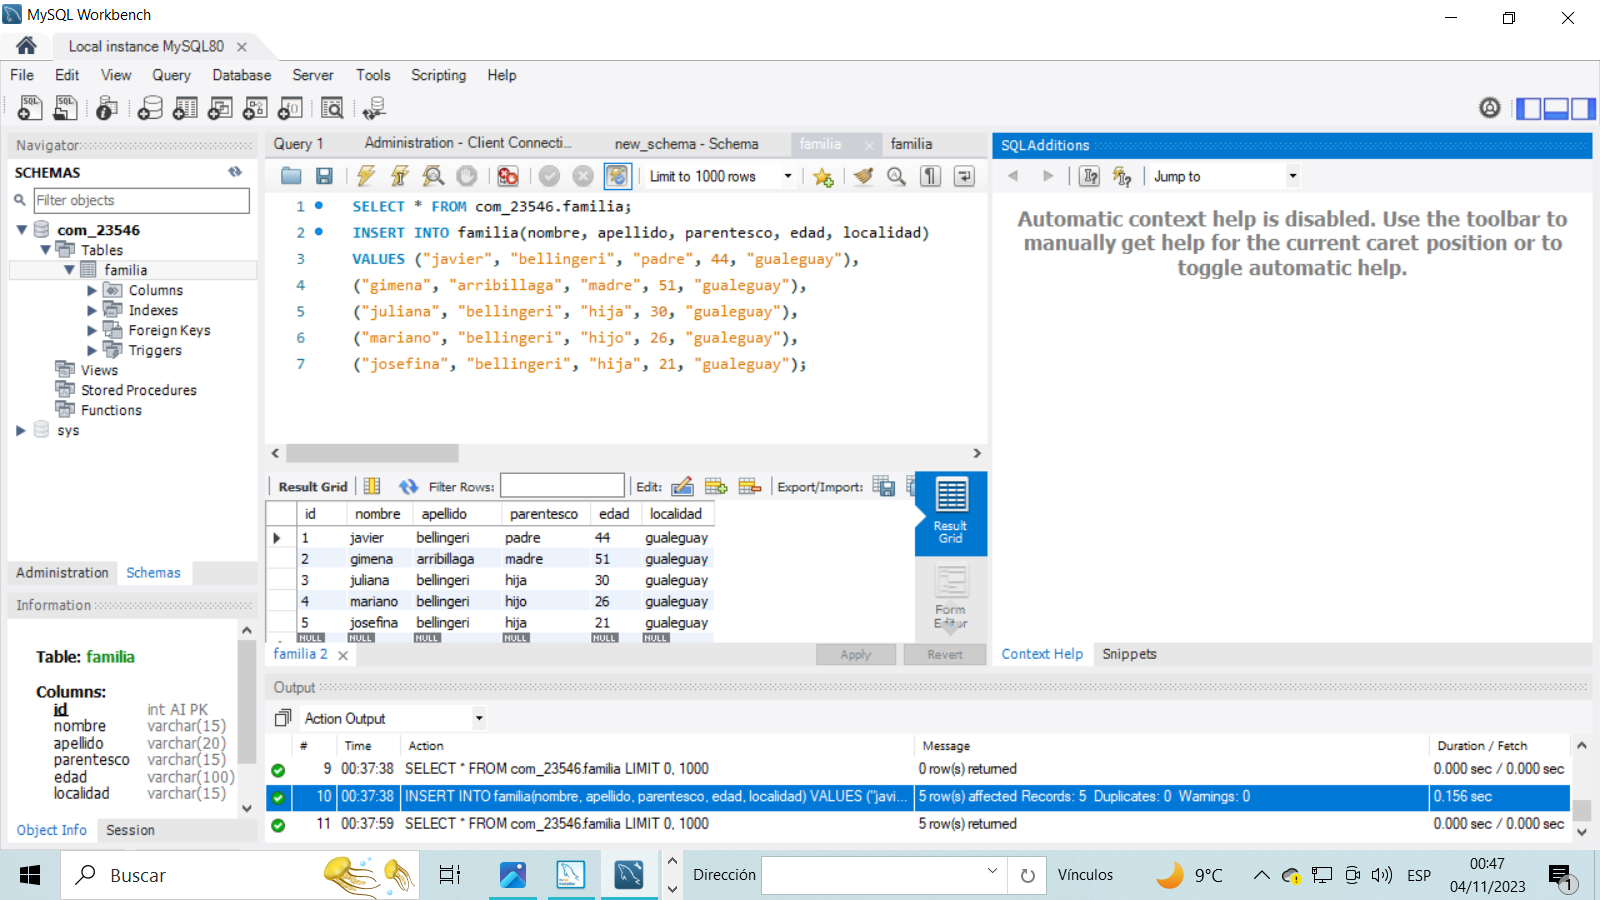 MySQL Workbench
Local instance MySQL80
File Edit View Query Database Server Tools Scripting Help
Navigator
SCHEMAS
Filter objects
com_23546
Tables
familia
Columns
Indexes
Foreign Keys
Triggers
Views
Stored Procedures
Functions
sys
Administration Schemas
Information
Table: familia
Columns:
id int AI PK
nombre varchar(15)
apellido varchar(20)
parentesco varchar(15)
edad varchar(100)
localidad varchar(15)
Object Info Session
Query 1 Administration - Client Connecti... new_schema - Schema familia familia
Limit to 1000 rows
1 SELECT * FROM com_23546.familia;
2 INSERT INTO familia(nombre, apellido, parentesco, edad, localidad)
3 VALUES ("javier", "bellingeri", "padre", 44, "gualeguay"),
4 ("gimena", "arribillaga", "madre", 51, "gualeguay"),
5 ("juliana", "bellingeri", "hija", 30, "gualeguay"),
6 ("mariano", "bellingeri", "hijo", 26, "gualeguay"),
7 ("josefina", "bellingeri", "hija", 21, "gualeguay");
Result Grid Filter Rows: Edit: Export/Import:
id nombre apellido parentesco edad localidad
1 javier bellingeri padre 44 gualeguay
2 gimena arribillaga madre 51 gualeguay
3 juliana bellingeri hija 30 gualeguay
4 mariano bellingeri hijo 26 gualeguay
5 josefina bellingeri hija 21 gualeguay
NULL NULL NULL NULL NULL NULL
Result
Grid
Form
Editor
familia 2 Apply Revert
SQLAdditions
Jump to
Automatic context help is disabled. Use the toolbar to
manually get help for the current caret position or to
toggle automatic help.
Context Help Snippets
Output
Action Output
# Time Action Message Duration / Fetch
9 00:37:38 SELECT * FROM com_23546.familia LIMIT 0, 1000 0 row(s) returned 0.000 sec / 0.000 sec
10 00:37:38 INSERT INTO familia(nombre, apellido, parentesco, edad, localidad) VALUES ("javi... 5 row(s) affected Records: 5 Duplicates: 0 Warnings: 0 0.156 sec
11 00:37:59 SELECT * FROM com_23546.familia LIMIT 0, 1000 5 row(s) returned 0.000 sec / 0.000 sec
Buscar
Dirección
Vínculos
9°C
ESP
00:47
04/11/2023
1